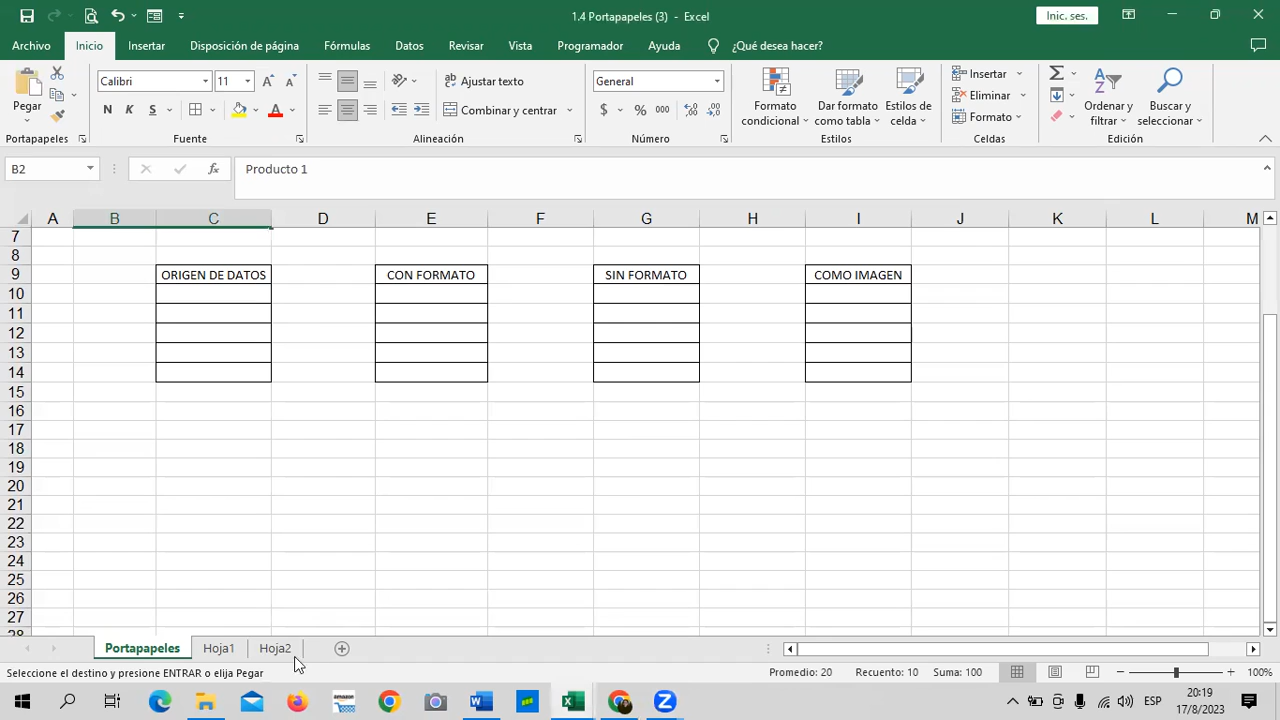 1.4 Portapapeles (3) - Excel
Inic. ses.
Archivo Inicio Insertar Disposición de página Fórmulas Datos Revisar Vista Programador Ayuda ¿Qué desea hacer?
Pegar
Portapapeles
Calibri 11
N K S
Fuente
Ajustar texto
Combinar y centrar
Alineación
General
$ % 000
Número
Formato condicional
Dar formato como tabla
Estilos de celda
Estilos
Insertar
Eliminar
Formato
Celdas
Ordenar y filtrar
Buscar y seleccionar
Edición
B2 fx Producto 1
A B C D E F G H I J K L M
7
8
9 ORIGEN DE DATOS CON FORMATO SIN FORMATO COMO IMAGEN
10
11
12
13
14
15
16
17
18
19
20
21
22
23
24
25
26
27
28
Portapapeles Hoja1 Hoja2
Seleccione el destino y presione ENTRAR o elija Pegar Promedio: 20 Recuento: 10 Suma: 100 100%
ESP 20:19
17/8/2023